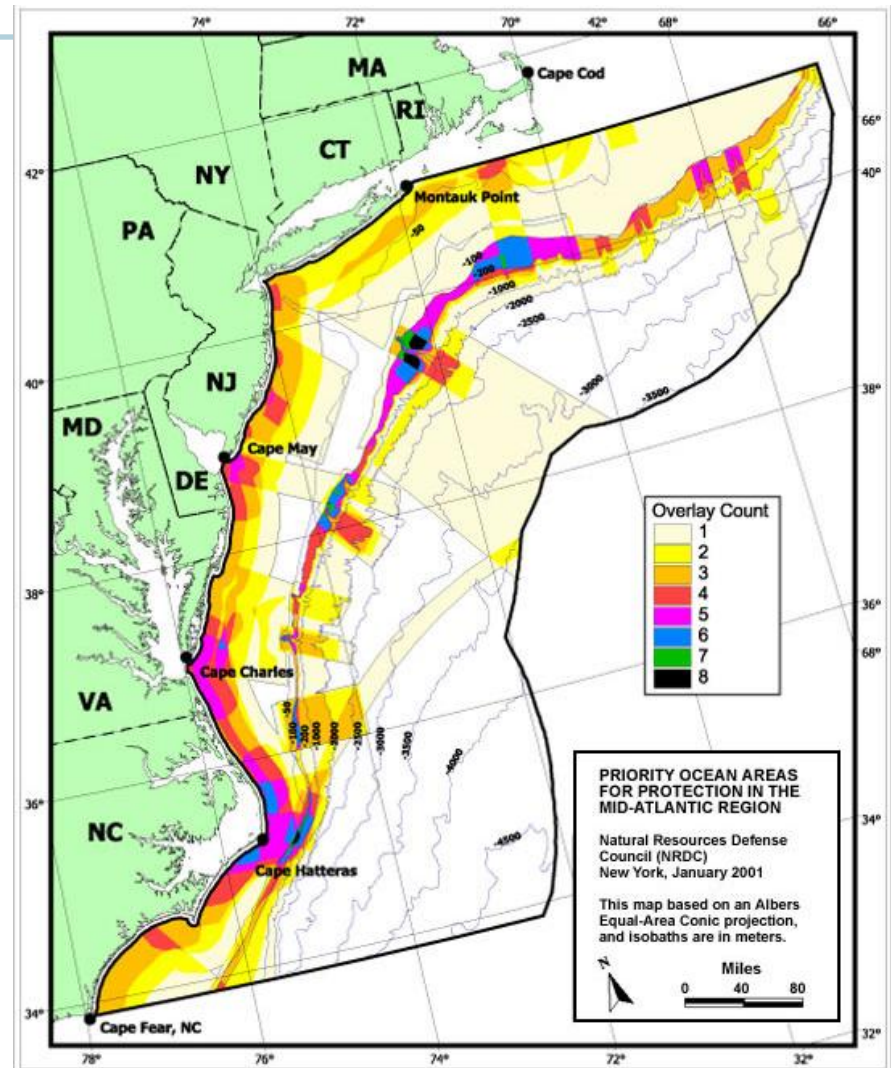 74°
72°
70°
42°
68°
66°
MA
Cape Cod
RI
CT
66°
42°
NY
40°
Montauk Point
PA
-50
-100
-200
-1000
-2000
-2500
-3000
-3500
38°
40°
NJ
MD
Cape May
DE
Overlay Count
1
2
3
4
5
6
7
8
38°
36°
68°
Cape Charles
VA
-50
-100
-200
-1000
-2000
-2500
-3000
-3500
-4000
-4500
36°
34°
NC
Cape Hatteras
PRIORITY OCEAN AREAS
FOR PROTECTION IN THE
MID-ATLANTIC REGION
Natural Resources Defense
Council (NRDC)
New York, January 2001
This map based on an Albers
Equal-Area Conic projection,
and isobaths are in meters.
N
Miles
0 40 80
34°
Cape Fear, NC
32°
78°
76°
74°
72°
32°